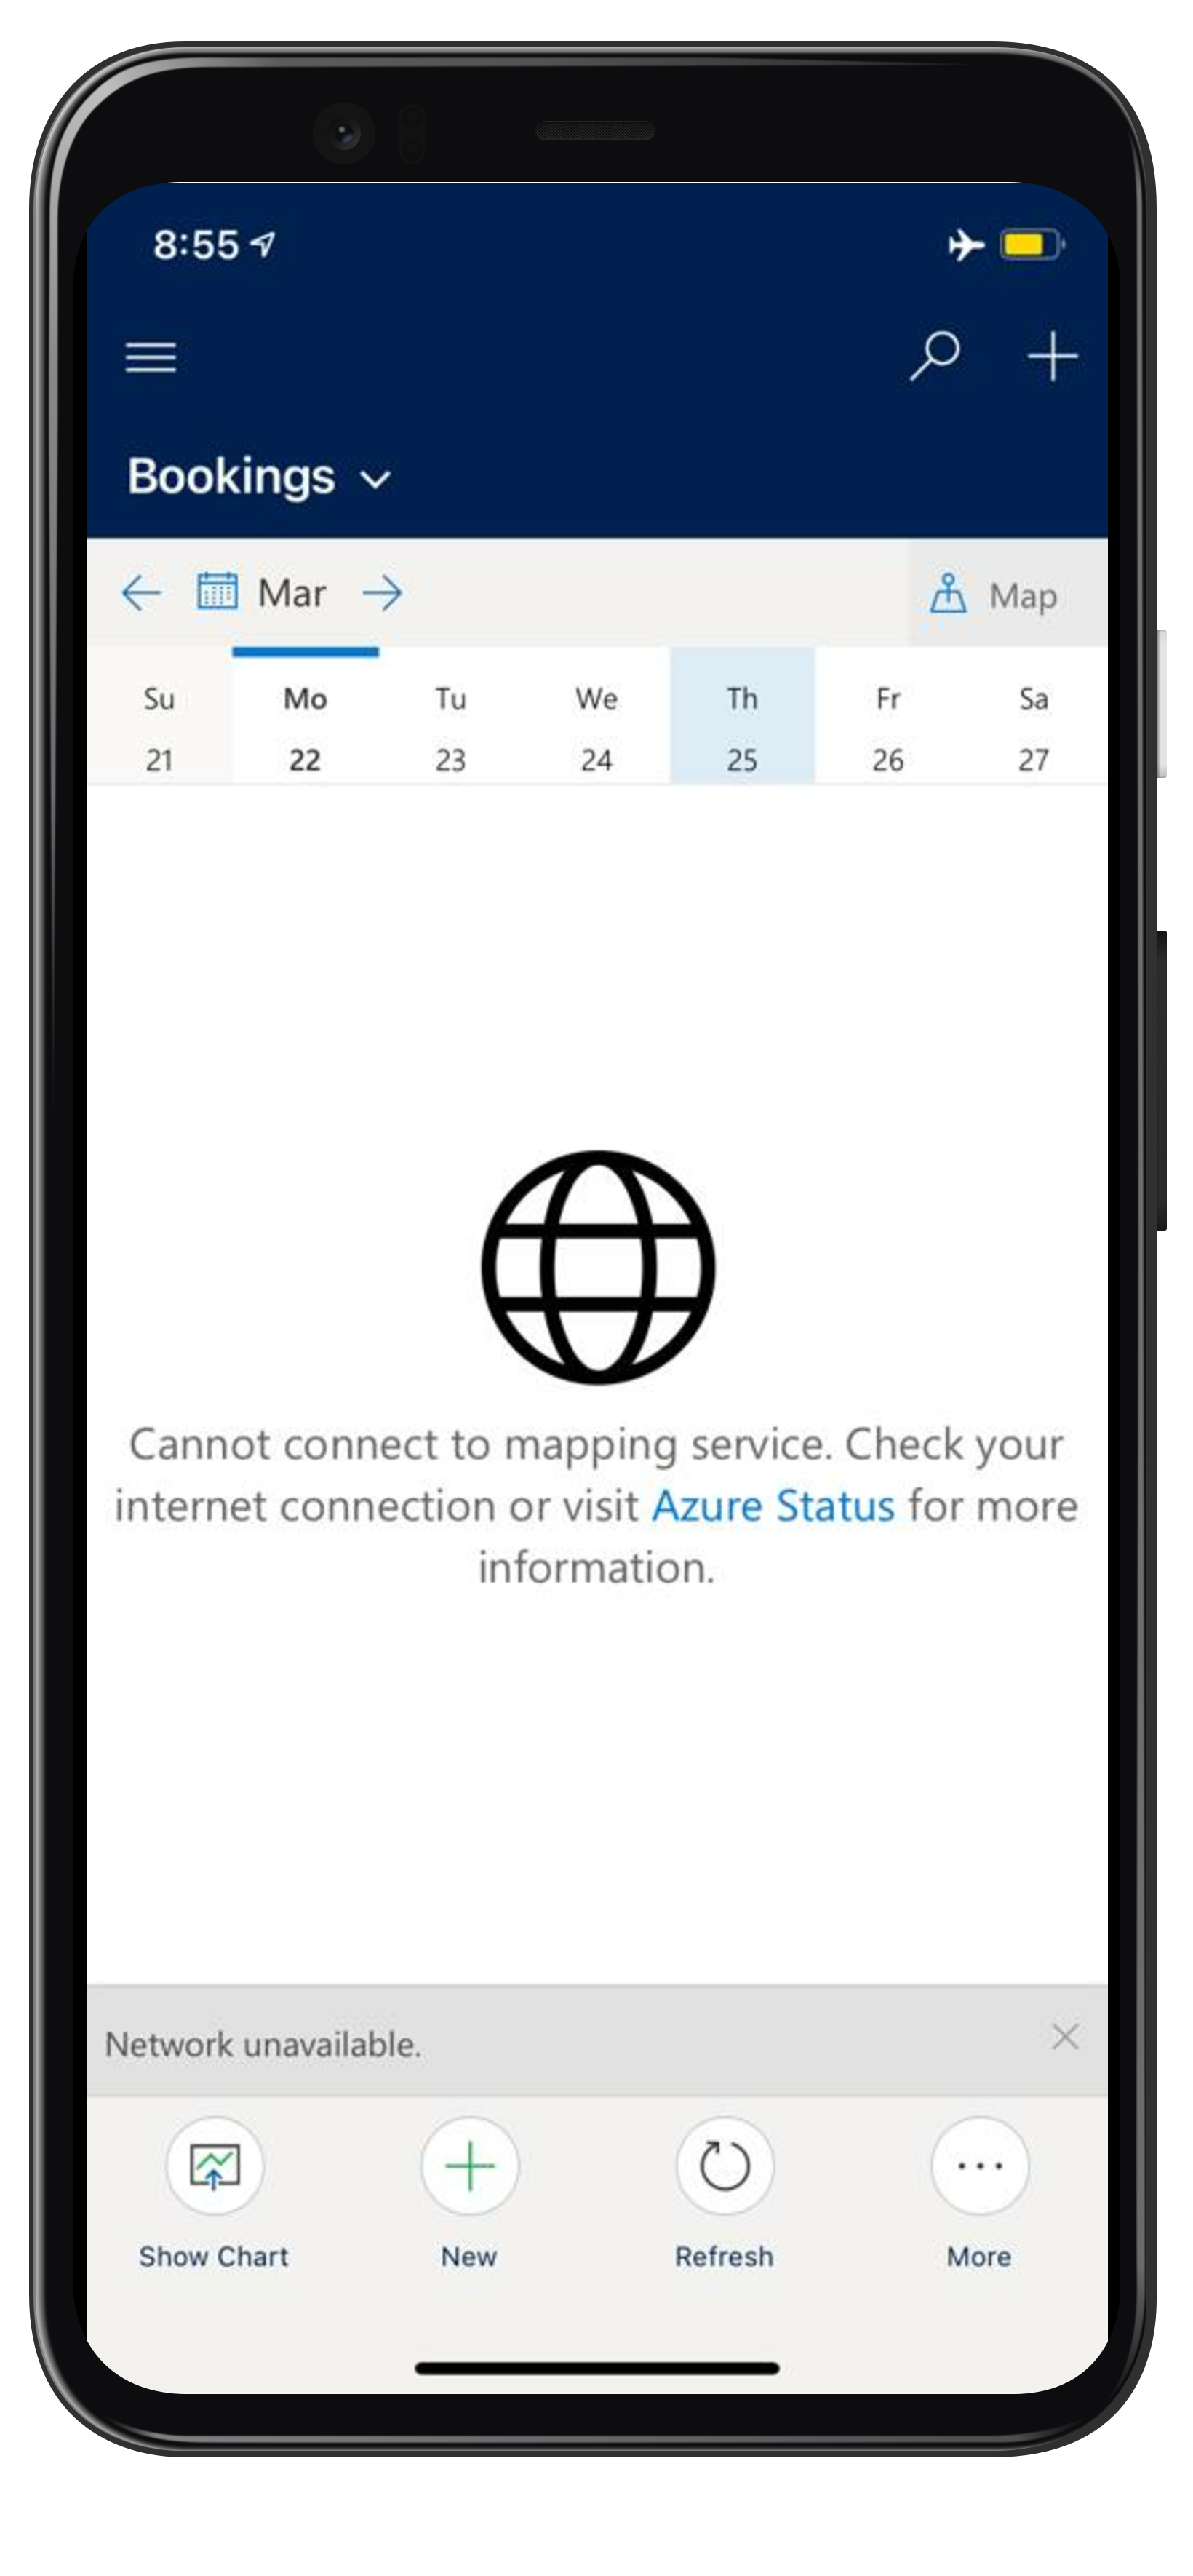 8:55
Bookings
Mar
Map
Su Mo Tu We Th Fr Sa
21 22 23 24 25 26 27
Cannot connect to mapping service. Check your
internet connection or visit Azure Status for more
information.
Network unavailable.
Show Chart New Refresh More